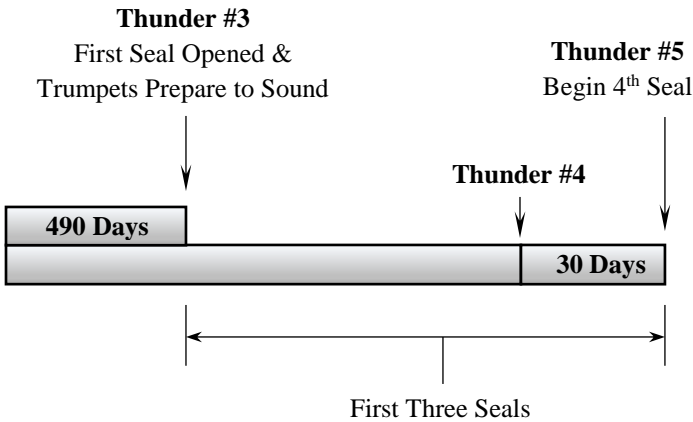 Thunder #3
First Seal Opened &
Trumpets Prepare to Sound
Thunder #5
Begin 4th Seal
Thunder #4
490 Days
30 Days
First Three Seals